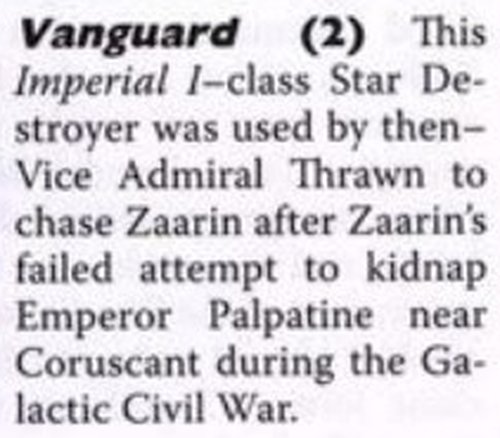 Vanguard (2) This
Imperial I–class Star De-
stroyer was used by then–
Vice Admiral Thrawn to
chase Zaarin after Zaarin's
failed attempt to kidnap
Emperor Palpatine near
Coruscant during the Ga-
lactic Civil War.